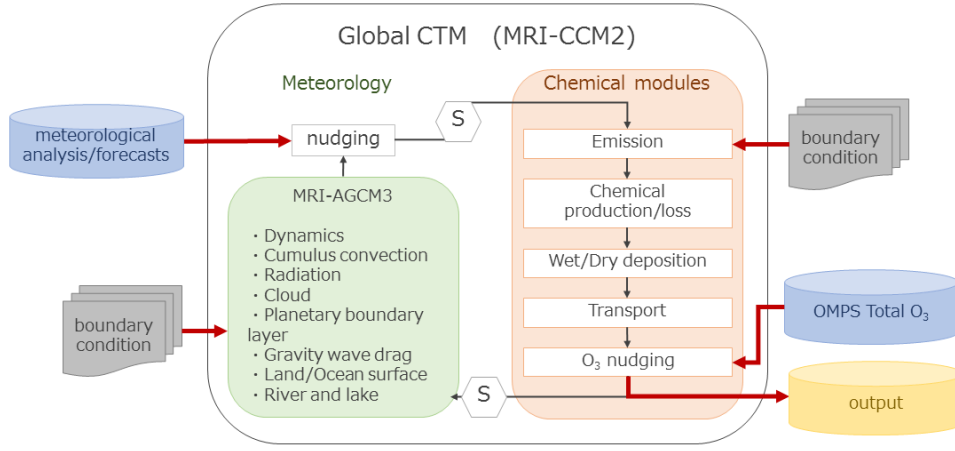 Global CTM (MRI-CCM2)
Meteorology
Chemical modules
S
meteorological
analysis/forecasts
nudging
Emission
boundary
condition
MRI-AGCM3
・Dynamics
・Cumulus convection
・Radiation
・Cloud
・Planetary boundary
layer
・Gravity wave drag
・Land/Ocean surface
・River and lake
Chemical
production/loss
Wet/Dry deposition
Transport
O₃ nudging
boundary
condition
OMPS Total O₃
S
output